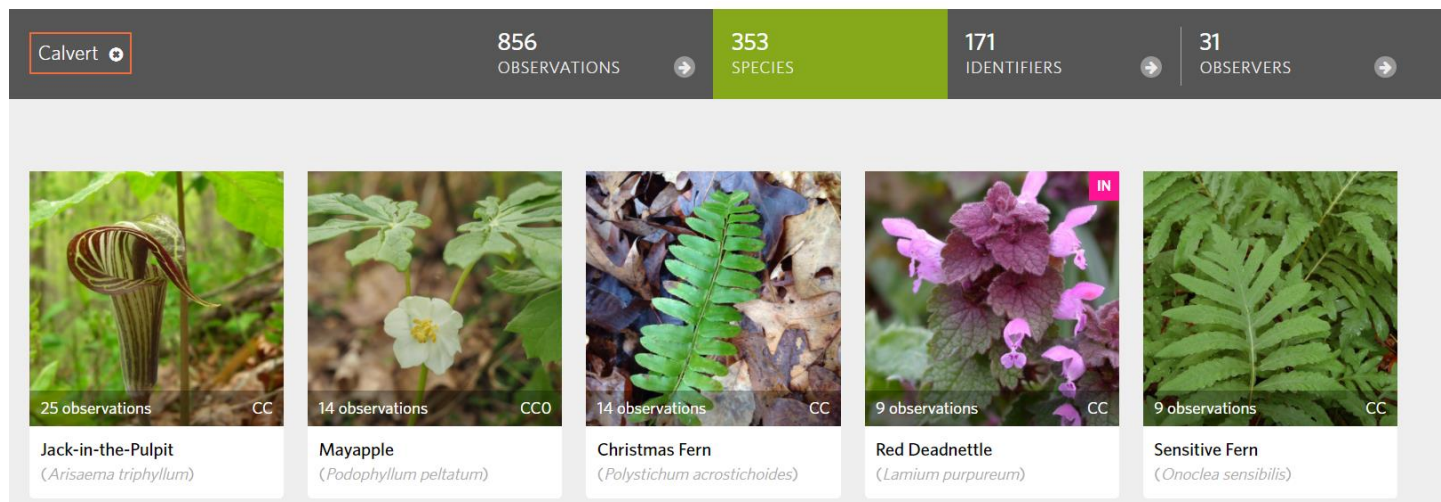 Calvert
856
OBSERVATIONS
353
SPECIES
171
IDENTIFIERS
31
OBSERVERS
25 observations CC
Jack-in-the-Pulpit
(Arisaema triphyllum)
14 observations CC0
Mayapple
(Podophyllum peltatum)
14 observations CC
Christmas Fern
(Polystichum acrostichoides)
IN
9 observations CC
Red Deadnettle
(Lamium purpureum)
9 observations CC
Sensitive Fern
(Onoclea sensibilis)